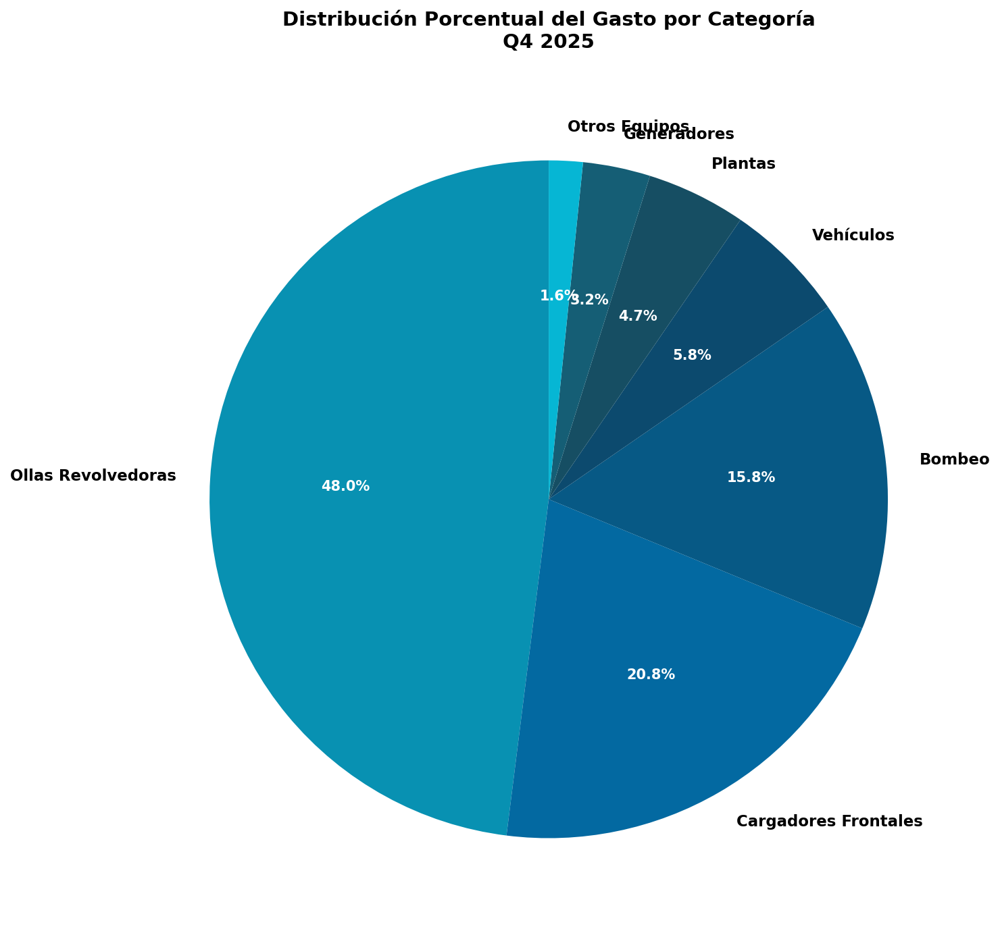 Distribución Porcentual del Gasto por Categoría
Q4 2025
Otros Equipos
Generadores
Plantas
Vehículos
1.6%
3.2%
4.7%
5.8%
Bombeo
Ollas Revolvedoras
15.8%
48.0%
20.8%
Cargadores Frontales